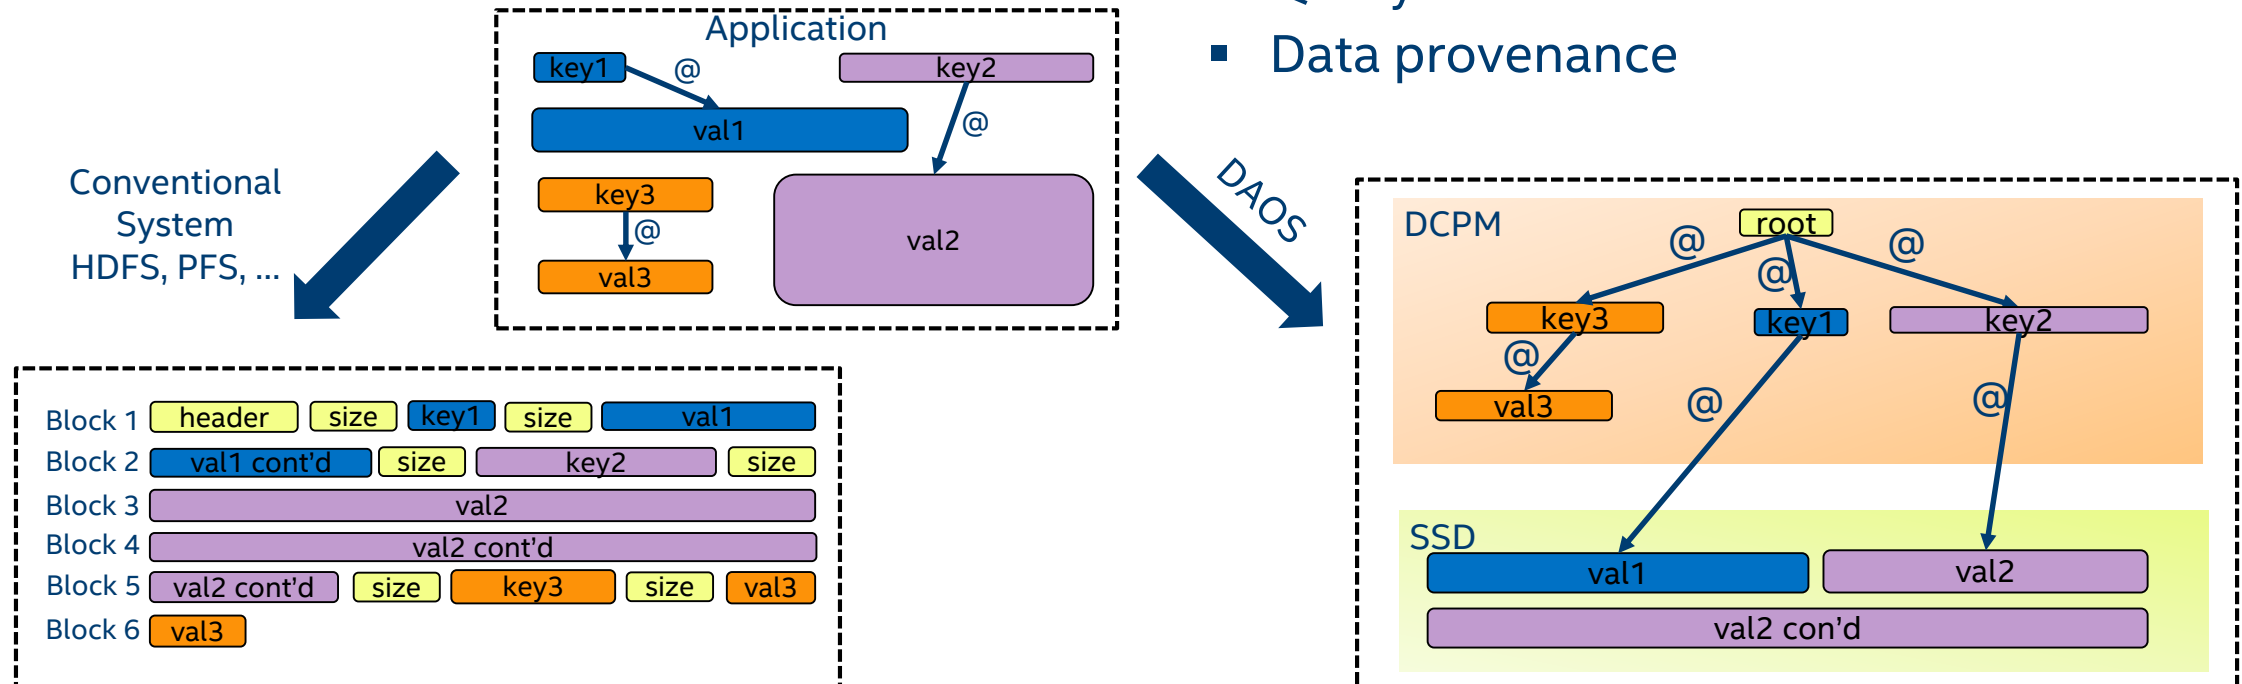 Application
key1
@
key2
val1
@
key3
@
val2
val3
▪ Data provenance
Conventional
System
HDFS, PFS, ...
DAOS
Block 1 header size key1 size val1
Block 2 val1 cont'd size key2 size
Block 3 val2
Block 4 val2 cont'd
Block 5 val2 cont'd size key3 size val3
Block 6 val3
DCPM
root
@ @ @
key3 key1 key2
@
val3
@ @
SSD
val1 val2
val2 con'd